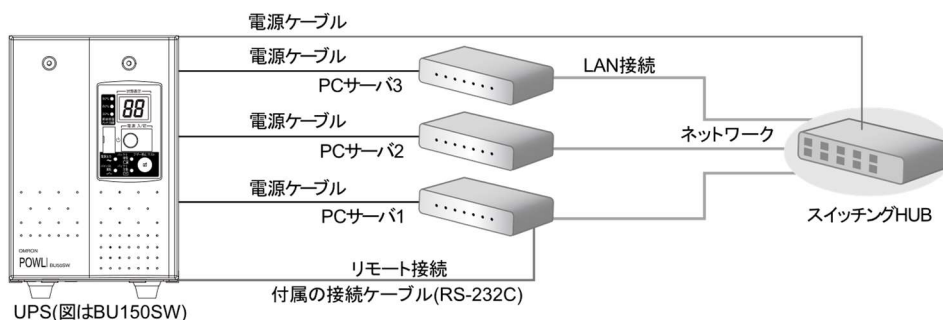 電源ケーブル
電源ケーブル
PCサーバ3
LAN接続
88
電源ケーブル
PCサーバ2
ネットワーク
電源ケーブル
PCサーバ1
スイッチングHUB
OMRON
POWLI
リモート接続
付属の接続ケーブル(RS-232C)
UPS(図はBU150SW)